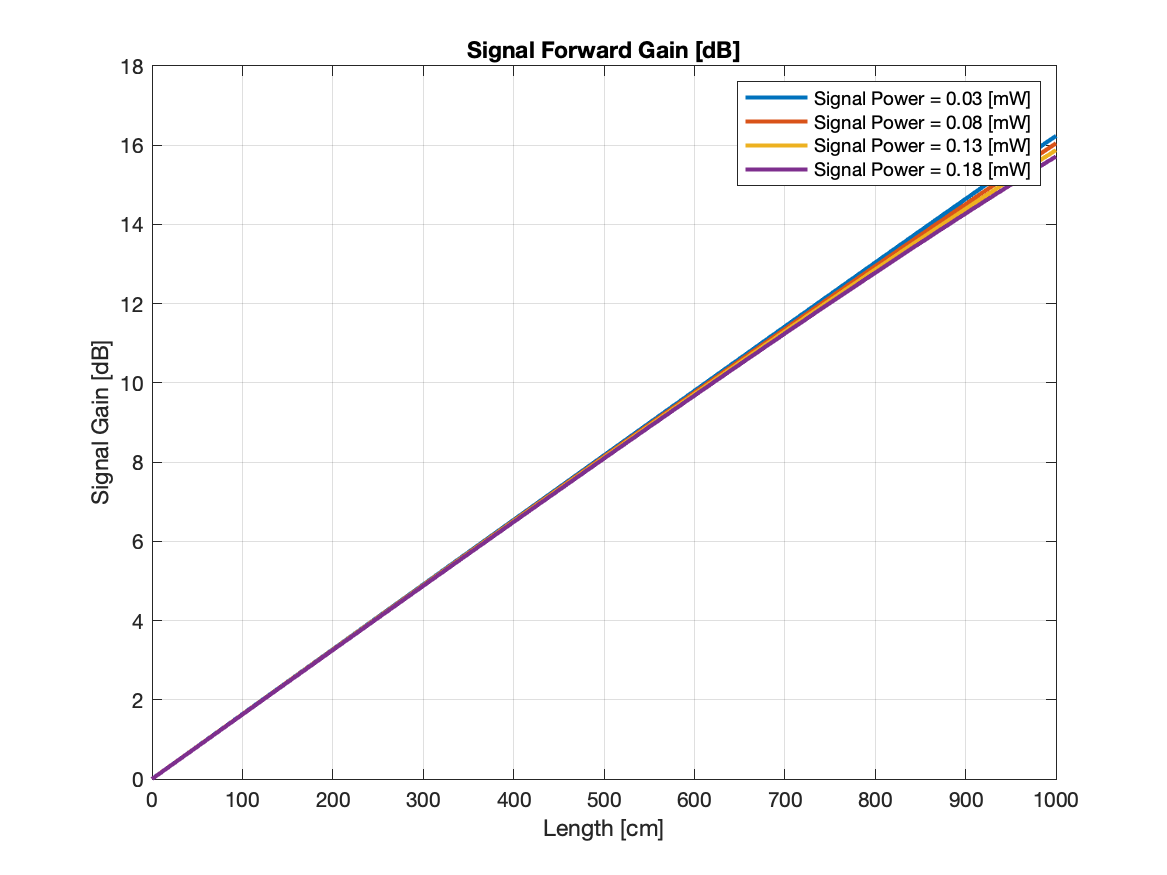 Signal Forward Gain [dB]
18
16
14
12
10
8
6
4
2
0
Signal Gain [dB]
Signal Power = 0.03 [mW]
Signal Power = 0.08 [mW]
Signal Power = 0.13 [mW]
Signal Power = 0.18 [mW]
0 100 200 300 400 500 600 700 800 900 1000
Length [cm]